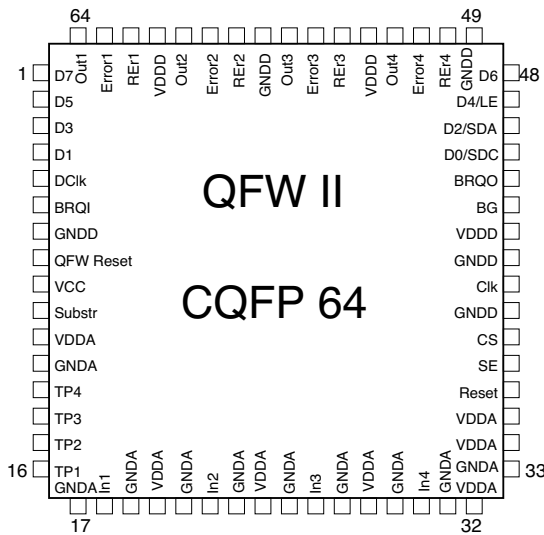 64
49
Out1
Error1
REr1
VDDD
Out2
Error2
REr2
GNDD
Out3
Error3
REr3
VDDD
Out4
Error4
REr4
GNDD
1
D7
D5
D3
D1
DClk
BRQI
GNDD
QFW Reset
VCC
Substr
VDDA
GNDA
TP4
TP3
TP2
16
TP1
QFW II
CQFP 64
D6
48
D4/LE
D2/SDA
D0/SDC
BRQO
BG
VDDD
GNDD
Clk
GNDD
CS
SE
Reset
VDDA
VDDA
GNDA
33
GNDA
In1
GNDA
VDDA
GNDA
In2
GNDA
VDDA
GNDA
In3
GNDA
VDDA
GNDA
In4
GNDA
VDDA
17
32